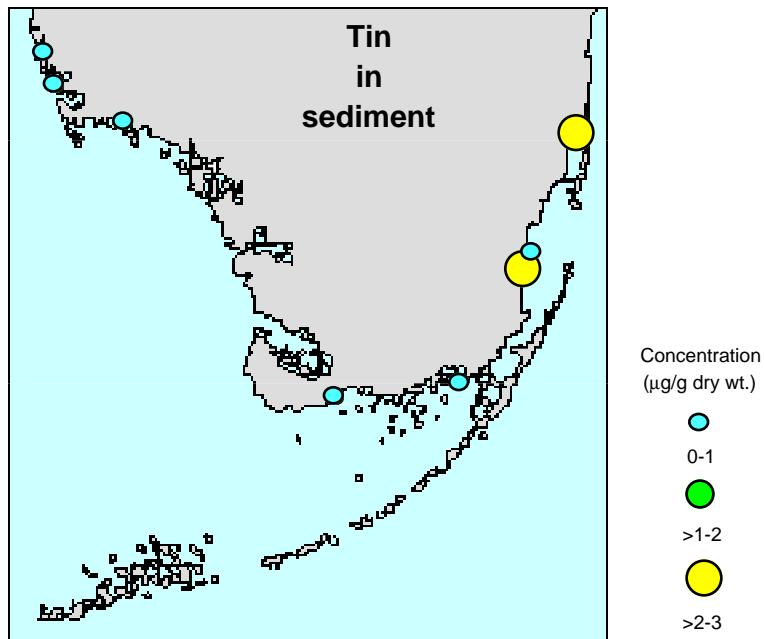 Tin
in
sediment
Concentration
(µg/g dry wt.)
0-1
>1-2
>2-3